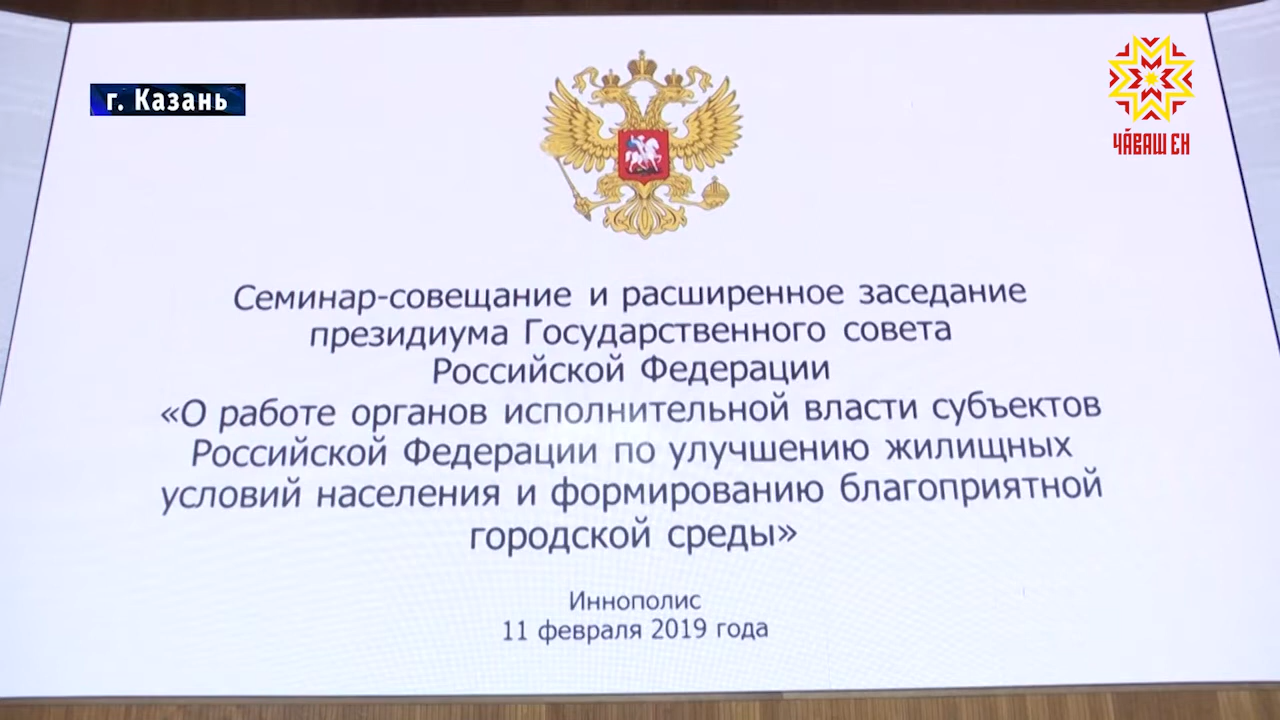 г. Казань
ЧӐВАШ ЕН
Семинар-совещание и расширенное заседание
президиума Государственного совета
Российской Федерации
«О работе органов исполнительной власти субъектов
Российской Федерации по улучшению жилищных
условий населения и формированию благоприятной
городской среды»
Иннополис
11 февраля 2019 года